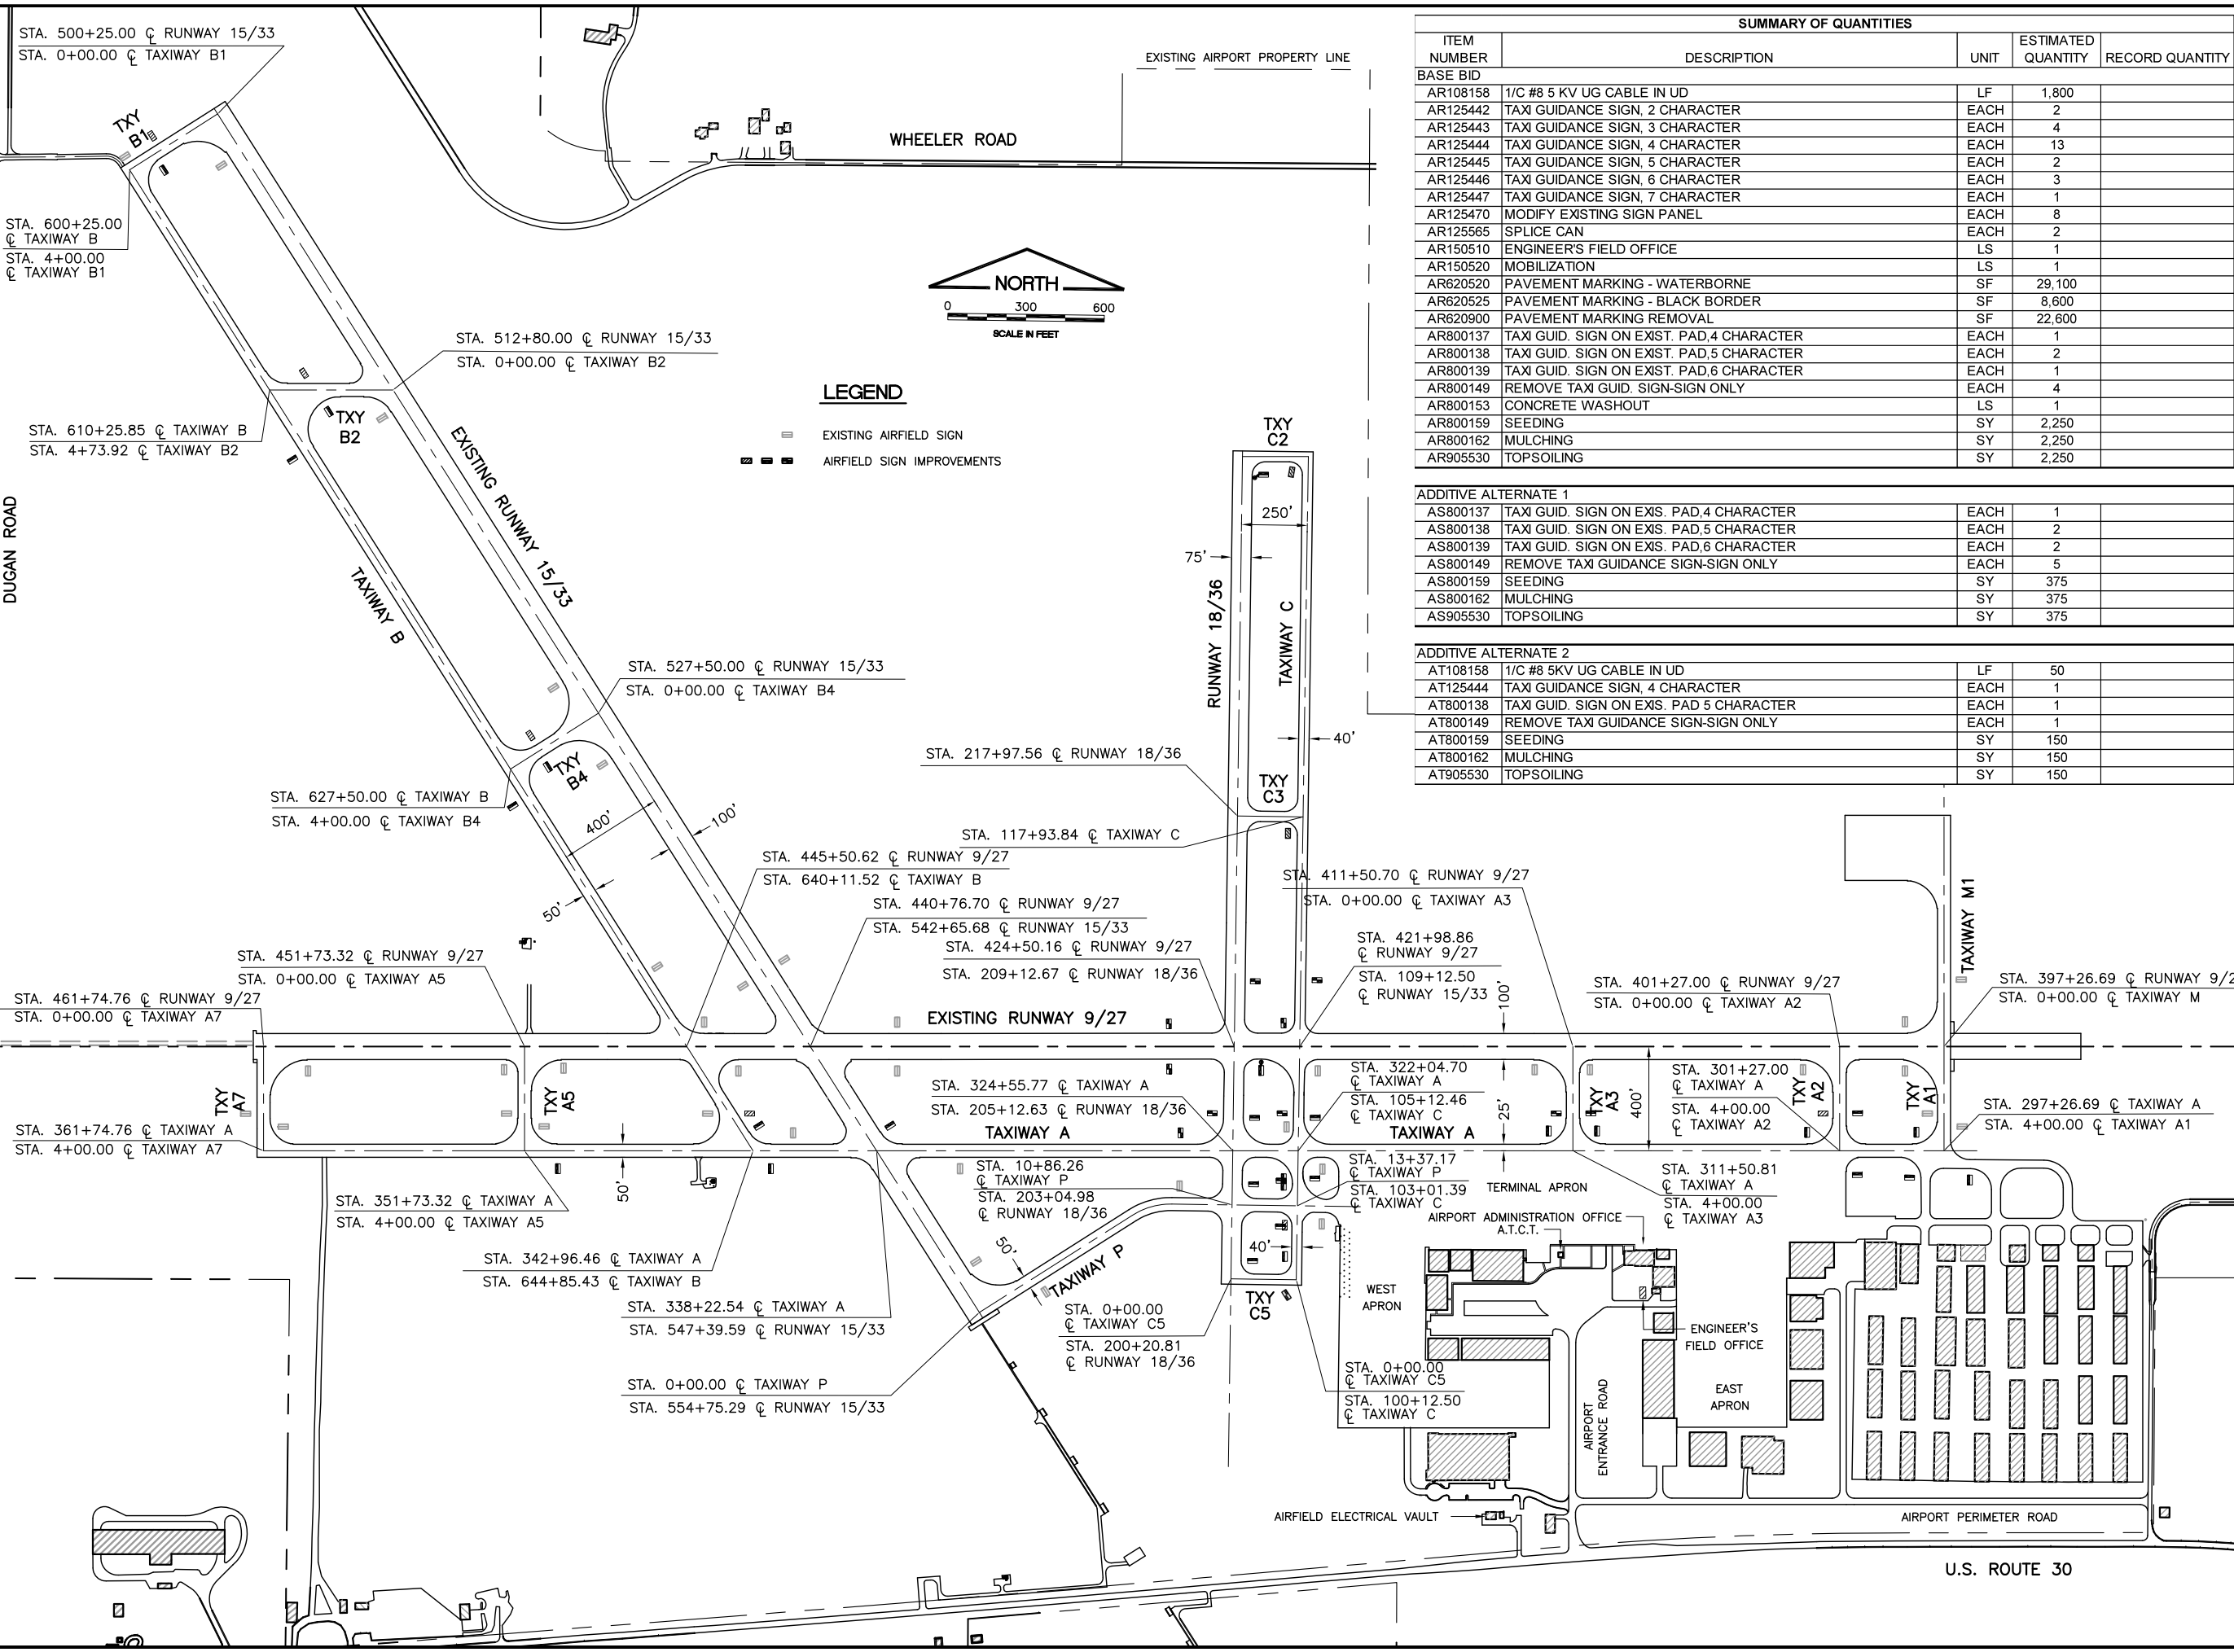 STA. 500+25.00 ℄ RUNWAY 15/33
STA. 0+00.00 ℄ TAXIWAY B1
TXY
B1
STA. 600+25.00
℄ TAXIWAY B
STA. 4+00.00
℄ TAXIWAY B1
EXISTING AIRPORT PROPERTY LINE
WHEELER ROAD
NORTH
0 300 600
SCALE IN FEET
STA. 512+80.00 ℄ RUNWAY 15/33
STA. 0+00.00 ℄ TAXIWAY B2
LEGEND
EXISTING AIRFIELD SIGN
AIRFIELD SIGN IMPROVEMENTS
TXY
B2
STA. 610+25.85 ℄ TAXIWAY B
STA. 4+73.92 ℄ TAXIWAY B2
DUGAN ROAD
EXISTING RUNWAY 15/33
TAXIWAY B
SUMMARY OF QUANTITIES
ITEM NUMBER DESCRIPTION UNIT ESTIMATED QUANTITY RECORD QUANTITY
BASE BID
AR108158 1/C #8 5 KV UG CABLE IN UD LF 1,800
AR125442 TAXI GUIDANCE SIGN, 2 CHARACTER EACH 2
AR125443 TAXI GUIDANCE SIGN, 3 CHARACTER EACH 4
AR125444 TAXI GUIDANCE SIGN, 4 CHARACTER EACH 13
AR125445 TAXI GUIDANCE SIGN, 5 CHARACTER EACH 2
AR125446 TAXI GUIDANCE SIGN, 6 CHARACTER EACH 3
AR125447 TAXI GUIDANCE SIGN, 7 CHARACTER EACH 1
AR125470 MODIFY EXISTING SIGN PANEL EACH 8
AR125565 SPLICE CAN EACH 2
AR150510 ENGINEER'S FIELD OFFICE LS 1
AR150520 MOBILIZATION LS 1
AR620520 PAVEMENT MARKING - WATERBORNE SF 29,100
AR620525 PAVEMENT MARKING - BLACK BORDER SF 8,600
AR620900 PAVEMENT MARKING REMOVAL SF 22,600
AR800137 TAXI GUID. SIGN ON EXIST. PAD,4 CHARACTER EACH 1
AR800138 TAXI GUID. SIGN ON EXIST. PAD,5 CHARACTER EACH 2
AR800139 TAXI GUID. SIGN ON EXIST. PAD,6 CHARACTER EACH 1
AR800149 REMOVE TAXI GUID. SIGN-SIGN ONLY EACH 4
AR800153 CONCRETE WASHOUT LS 1
AR800159 SEEDING SY 2,250
AR800162 MULCHING SY 2,250
AR905530 TOPSOILING SY 2,250
ADDITIVE ALTERNATE 1
AS800137 TAXI GUID. SIGN ON EXIS. PAD,4 CHARACTER EACH 1
AS800138 TAXI GUID. SIGN ON EXIS. PAD,5 CHARACTER EACH 2
AS800139 TAXI GUID. SIGN ON EXIS. PAD,6 CHARACTER EACH 2
AS800149 REMOVE TAXI GUIDANCE SIGN-SIGN ONLY EACH 5
AS800159 SEEDING SY 375
AS800162 MULCHING SY 375
AS905530 TOPSOILING SY 375
ADDITIVE ALTERNATE 2
AT108158 1/C #8 5KV UG CABLE IN UD LF 50
AT125444 TAXI GUIDANCE SIGN, 4 CHARACTER EACH 1
AT800138 TAXI GUID. SIGN ON EXIS. PAD 5 CHARACTER EACH 1
AT800149 REMOVE TAXI GUIDANCE SIGN-SIGN ONLY EACH 1
AT800159 SEEDING SY 150
AT800162 MULCHING SY 150
AT905530 TOPSOILING SY 150
TXY
C2
250'
75'
RUNWAY 18/36
TAXIWAY C
40'
TXY
C3
STA. 527+50.00 ℄ RUNWAY 15/33
STA. 0+00.00 ℄ TAXIWAY B4
TXY
B4
STA. 627+50.00 ℄ TAXIWAY B
STA. 4+00.00 ℄ TAXIWAY B4
400'
100'
50'
STA. 217+97.56 ℄ RUNWAY 18/36
STA. 117+93.84 ℄ TAXIWAY C
STA. 445+50.62 ℄ RUNWAY 9/27
STA. 640+11.52 ℄ TAXIWAY B
STA. 440+76.70 ℄ RUNWAY 9/27
STA. 542+65.68 ℄ RUNWAY 15/33
STA. 424+50.16 ℄ RUNWAY 9/27
STA. 209+12.67 ℄ RUNWAY 18/36
STA. 411+50.70 ℄ RUNWAY 9/27
STA. 0+00.00 ℄ TAXIWAY A3
STA. 421+98.86
℄ RUNWAY 9/27
STA. 109+12.50
℄ RUNWAY 15/33
100'
STA. 401+27.00 ℄ RUNWAY 9/27
STA. 0+00.00 ℄ TAXIWAY A2
TAXIWAY M1
STA. 397+26.69 ℄ RUNWAY 9/2
STA. 0+00.00 ℄ TAXIWAY M
STA. 451+73.32 ℄ RUNWAY 9/27
STA. 0+00.00 ℄ TAXIWAY A5
STA. 461+74.76 ℄ RUNWAY 9/27
STA. 0+00.00 ℄ TAXIWAY A7
EXISTING RUNWAY 9/27
TXY
A7
TXY
A5
STA. 324+55.77 ℄ TAXIWAY A
STA. 205+12.63 ℄ RUNWAY 18/36
STA. 322+04.70
℄ TAXIWAY A
STA. 105+12.46
℄ TAXIWAY C
25'
TXY
A3
400'
STA. 301+27.00
℄ TAXIWAY A
STA. 4+00.00
℄ TAXIWAY A2
TXY
A2
TXY
A1
STA. 297+26.69 ℄ TAXIWAY A
STA. 4+00.00 ℄ TAXIWAY A1
STA. 361+74.76 ℄ TAXIWAY A
STA. 4+00.00 ℄ TAXIWAY A7
TAXIWAY A
TAXIWAY A
STA. 351+73.32 ℄ TAXIWAY A
STA. 4+00.00 ℄ TAXIWAY A5
50'
STA. 10+86.26
℄ TAXIWAY P
STA. 203+04.98
℄ RUNWAY 18/36
STA. 13+37.17
℄ TAXIWAY P
STA. 103+01.39
℄ TAXIWAY C
TERMINAL APRON
STA. 311+50.81
℄ TAXIWAY A
STA. 4+00.00
℄ TAXIWAY A3
AIRPORT ADMINISTRATION OFFICE
A.T.C.T.
STA. 342+96.46 ℄ TAXIWAY A
STA. 644+85.43 ℄ TAXIWAY B
50'
TAXIWAY P
40'
STA. 338+22.54 ℄ TAXIWAY A
STA. 547+39.59 ℄ RUNWAY 15/33
STA. 0+00.00
℄ TAXIWAY C5
STA. 200+20.81
℄ RUNWAY 18/36
TXY
C5
WEST
APRON
ENGINEER'S
FIELD OFFICE
STA. 0+00.00 ℄ TAXIWAY P
STA. 554+75.29 ℄ RUNWAY 15/33
STA. 0+00.00
℄ TAXIWAY C5
STA. 100+12.50
℄ TAXIWAY C
AIRPORT
ENTRANCE ROAD
EAST
APRON
AIRFIELD ELECTRICAL VAULT
AIRPORT PERIMETER ROAD
U.S. ROUTE 30